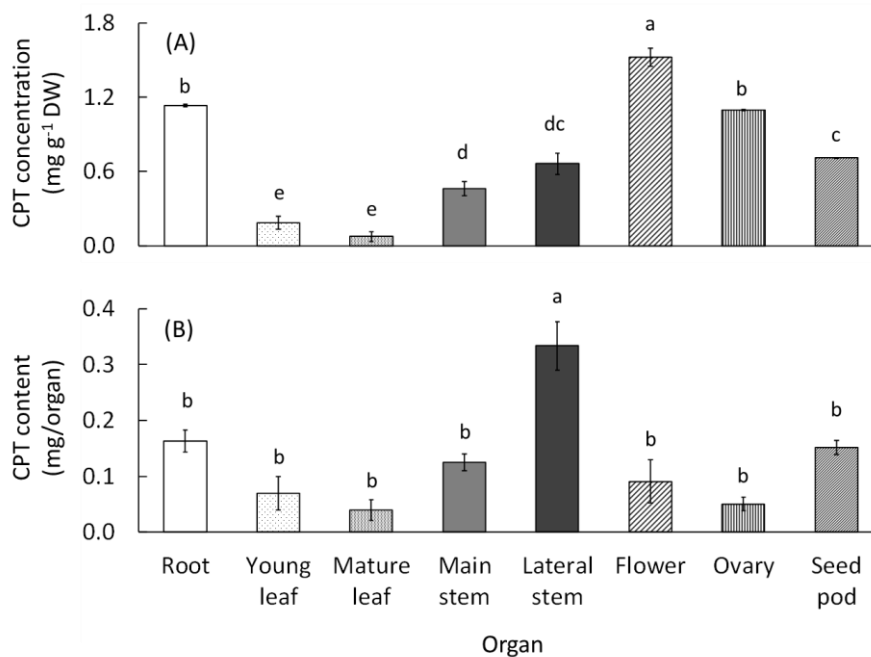 (A)
CPT concentration
(mg g⁻¹ DW)
1.8
1.2
0.6
0.0
b
e
e
d
dc
a
b
c
(B)
CPT content
(mg/organ)
0.4
0.3
0.2
0.1
0.0
b
b
b
b
a
b
b
b
Root
Young
leaf
Mature
leaf
Main
stem
Lateral
stem
Flower
Ovary
Seed
pod
Organ